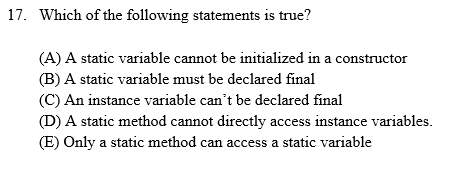 17. Which of the following statements is true?
(A) A static variable cannot be initialized in a constructor
(B) A static variable must be declared final
(C) An instance variable can't be declared final
(D) A static method cannot directly access instance variables.
(E) Only a static method can access a static variable